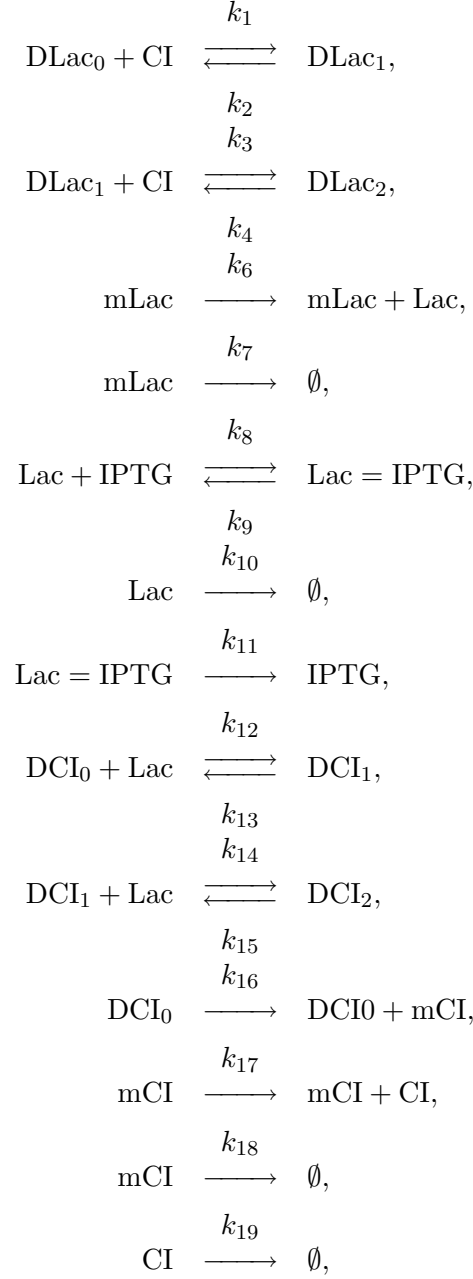 k₁
DLac₀ + CI ⇄ DLac₁,
k₂
k₃
DLac₁ + CI ⇄ DLac₂,
k₄
k₆
mLac ⟶ mLac + Lac,
k₇
mLac ⟶ ∅,
k₈
Lac + IPTG ⇄ Lac = IPTG,
k₉
k₁₀
Lac ⟶ ∅,
k₁₁
Lac = IPTG ⟶ IPTG,
k₁₂
DCI₀ + Lac ⇄ DCI₁,
k₁₃
k₁₄
DCI₁ + Lac ⇄ DCI₂,
k₁₅
k₁₆
DCI₀ ⟶ DCI0 + mCI,
k₁₇
mCI ⟶ mCI + CI,
k₁₈
mCI ⟶ ∅,
k₁₉
CI ⟶ ∅,